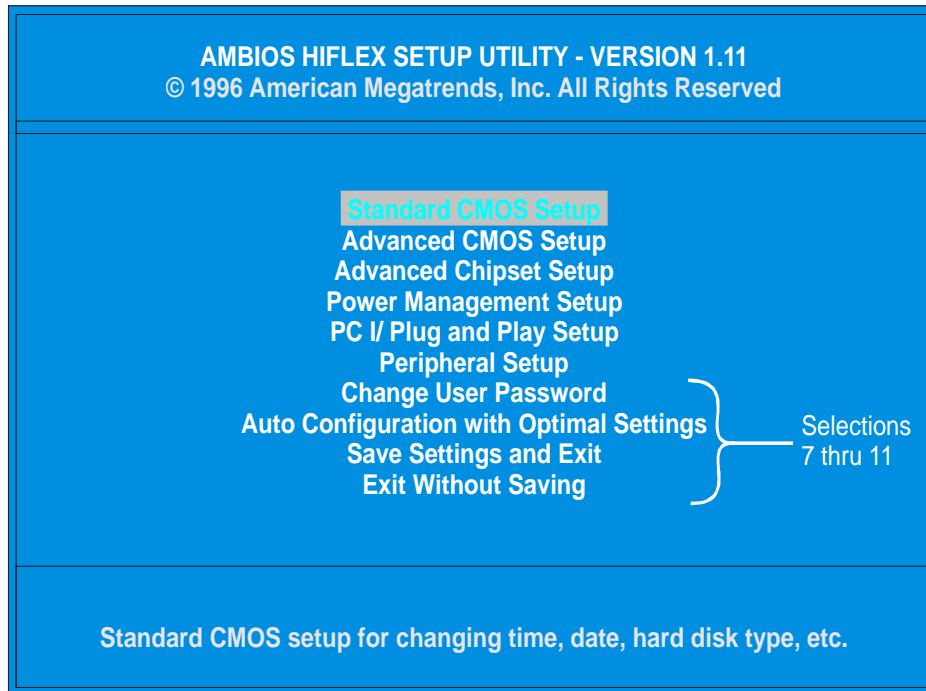 AMBIOS HIFLEX SETUP UTILITY - VERSION 1.11
© 1996 American Megatrends, Inc. All Rights Reserved
Standard CMOS Setup
Advanced CMOS Setup
Advanced Chipset Setup
Power Management Setup
PC I/ Plug and Play Setup
Peripheral Setup
Change User Password
Auto Configuration with Optimal Settings
Save Settings and Exit
Exit Without Saving
Selections
7 thru 11
Standard CMOS setup for changing time, date, hard disk type, etc.